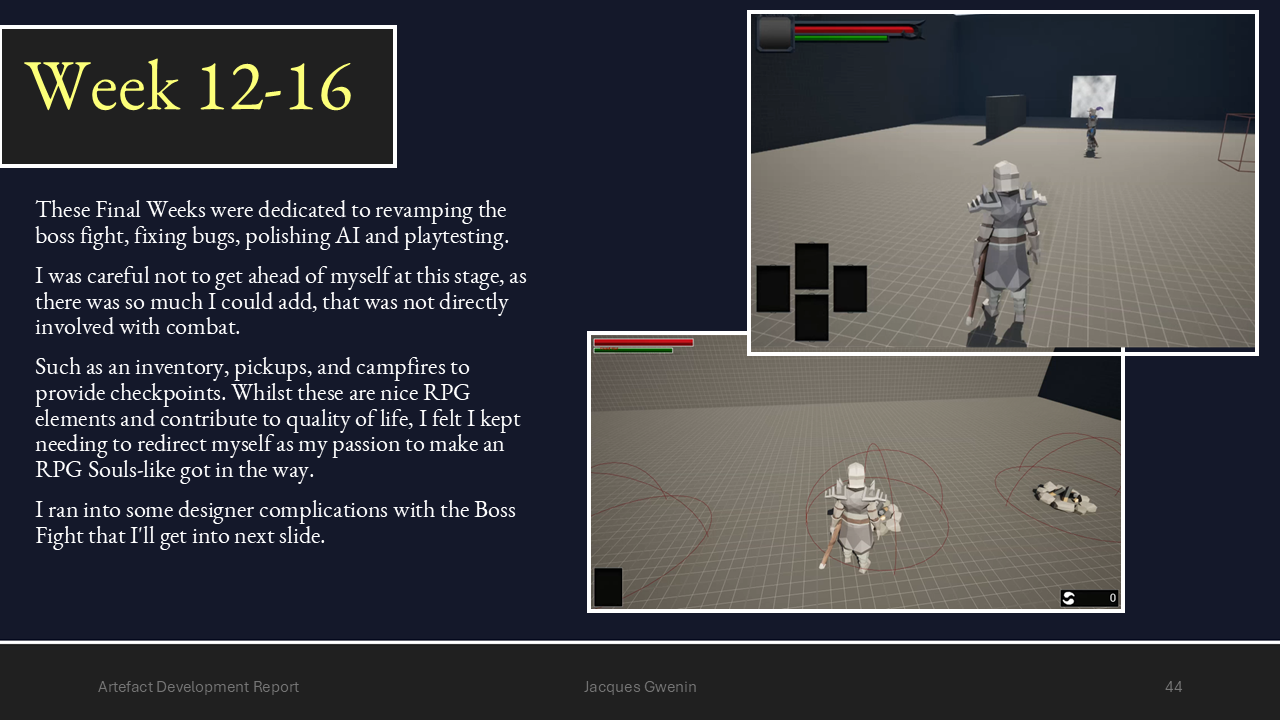 Week 12-16
These Final Weeks were dedicated to revamping the
boss fight, fixing bugs, polishing AI and playtesting.
I was careful not to get ahead of myself at this stage, as
there was so much I could add, that was not directly
involved with combat.
Such as an inventory, pickups, and campfires to
provide checkpoints. Whilst these are nice RPG
elements and contribute to quality of life, I felt I kept
needing to redirect myself as my passion to make an
RPG Souls-like got in the way.
I ran into some designer complications with the Boss
Fight that I'll get into next slide.
0
Artefact Development Report
Jacques Gwenin
44